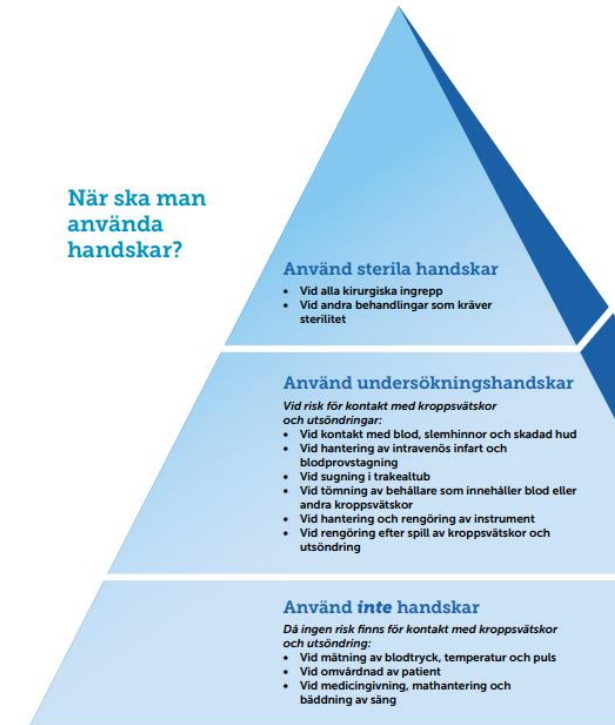 När ska man
använda
handskar?
Använd sterila handskar
• Vid alla kirurgiska ingrepp
• Vid andra behandlingar som kräver
sterilitet
Använd undersökningshandskar
Vid risk för kontakt med kroppsvätskor
och utsöndringar:
• Vid kontakt med blod, slemhinnor och skadad hud
• Vid hantering av intravenös infart och
blodprovstagning
• Vid sugning i trakealtub
• Vid tömning av behållare som innehåller blod eller
andra kroppsvätskor
• Vid hantering och rengöring av instrument
• Vid rengöring efter spill av kroppsvätskor och
utsöndring
Använd inte handskar
Då ingen risk finns för kontakt med kroppsvätskor
och utsöndring:
• Vid mätning av blodtryck, temperatur och puls
• Vid omvårdnad av patient
• Vid medicingivning, mathantering och
bäddning av säng